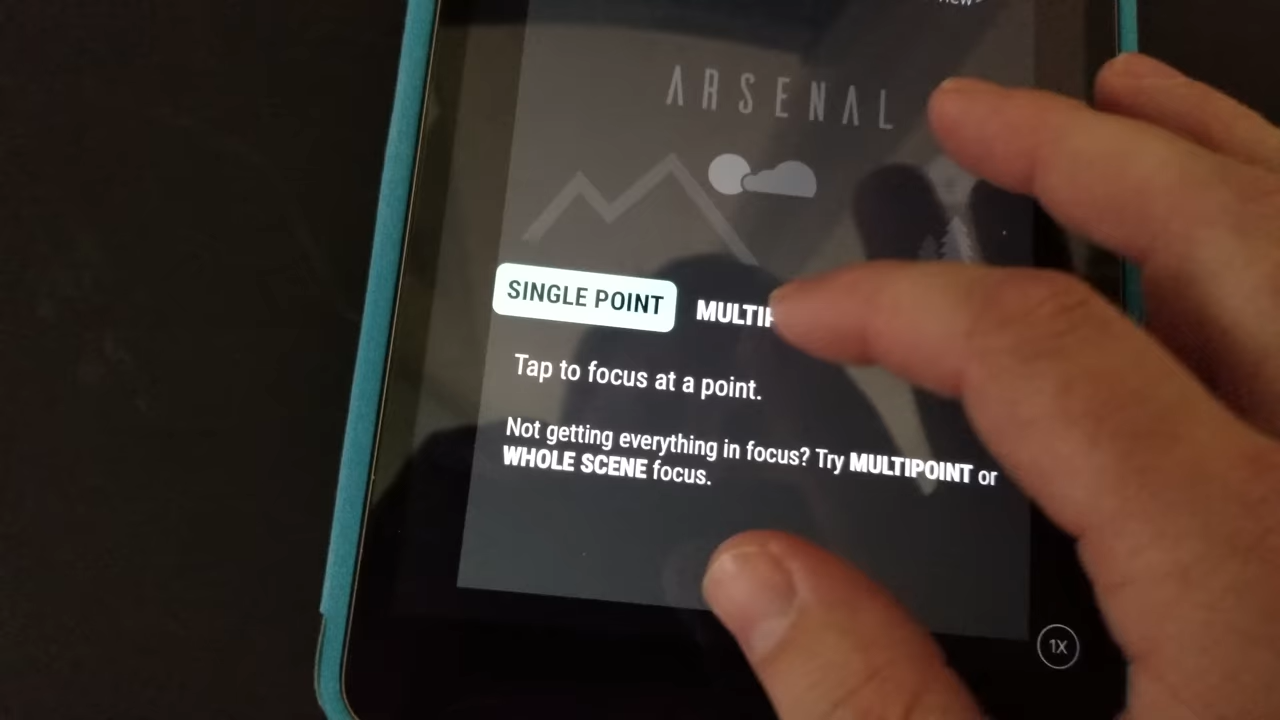 ARSENAL
SINGLE POINT
Tap to focus at a point.
Not getting everything in focus? Try MULTIPOINT or
WHOLE SCENE focus.
1X